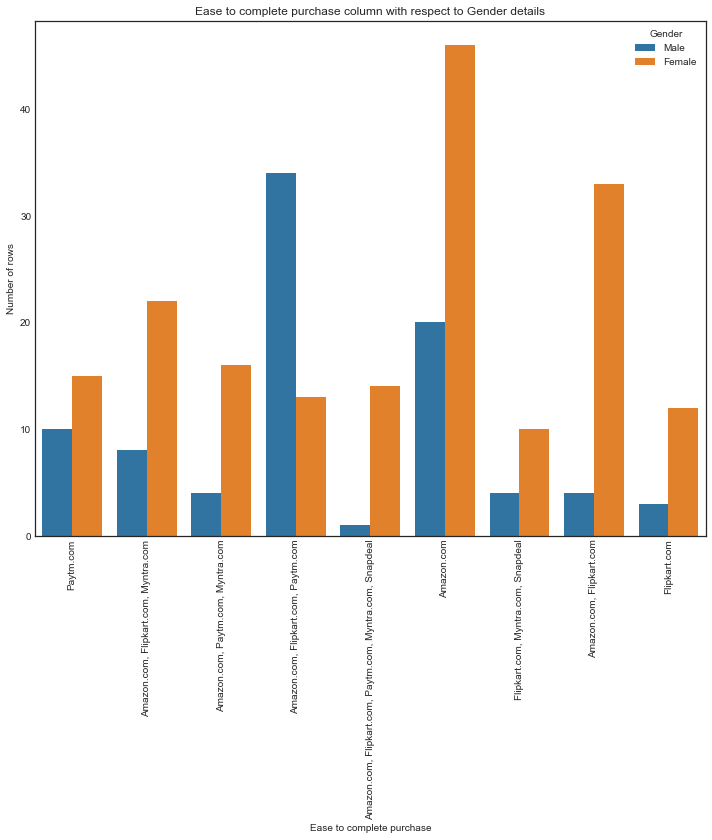 Ease to complete purchase column with respect to Gender details
Gender
Male
Female
Number of rows
40
30
20
10
0
Paytm.com
Amazon.com, Flipkart.com, Myntra.com
Amazon.com, Paytm.com, Myntra.com
Amazon.com, Flipkart.com, Paytm.com
Amazon.com, Flipkart.com, Paytm.com, Myntra.com, Snapdeal
Amazon.com
Flipkart.com, Myntra.com, Snapdeal
Amazon.com, Flipkart.com
Flipkart.com
Ease to complete purchase